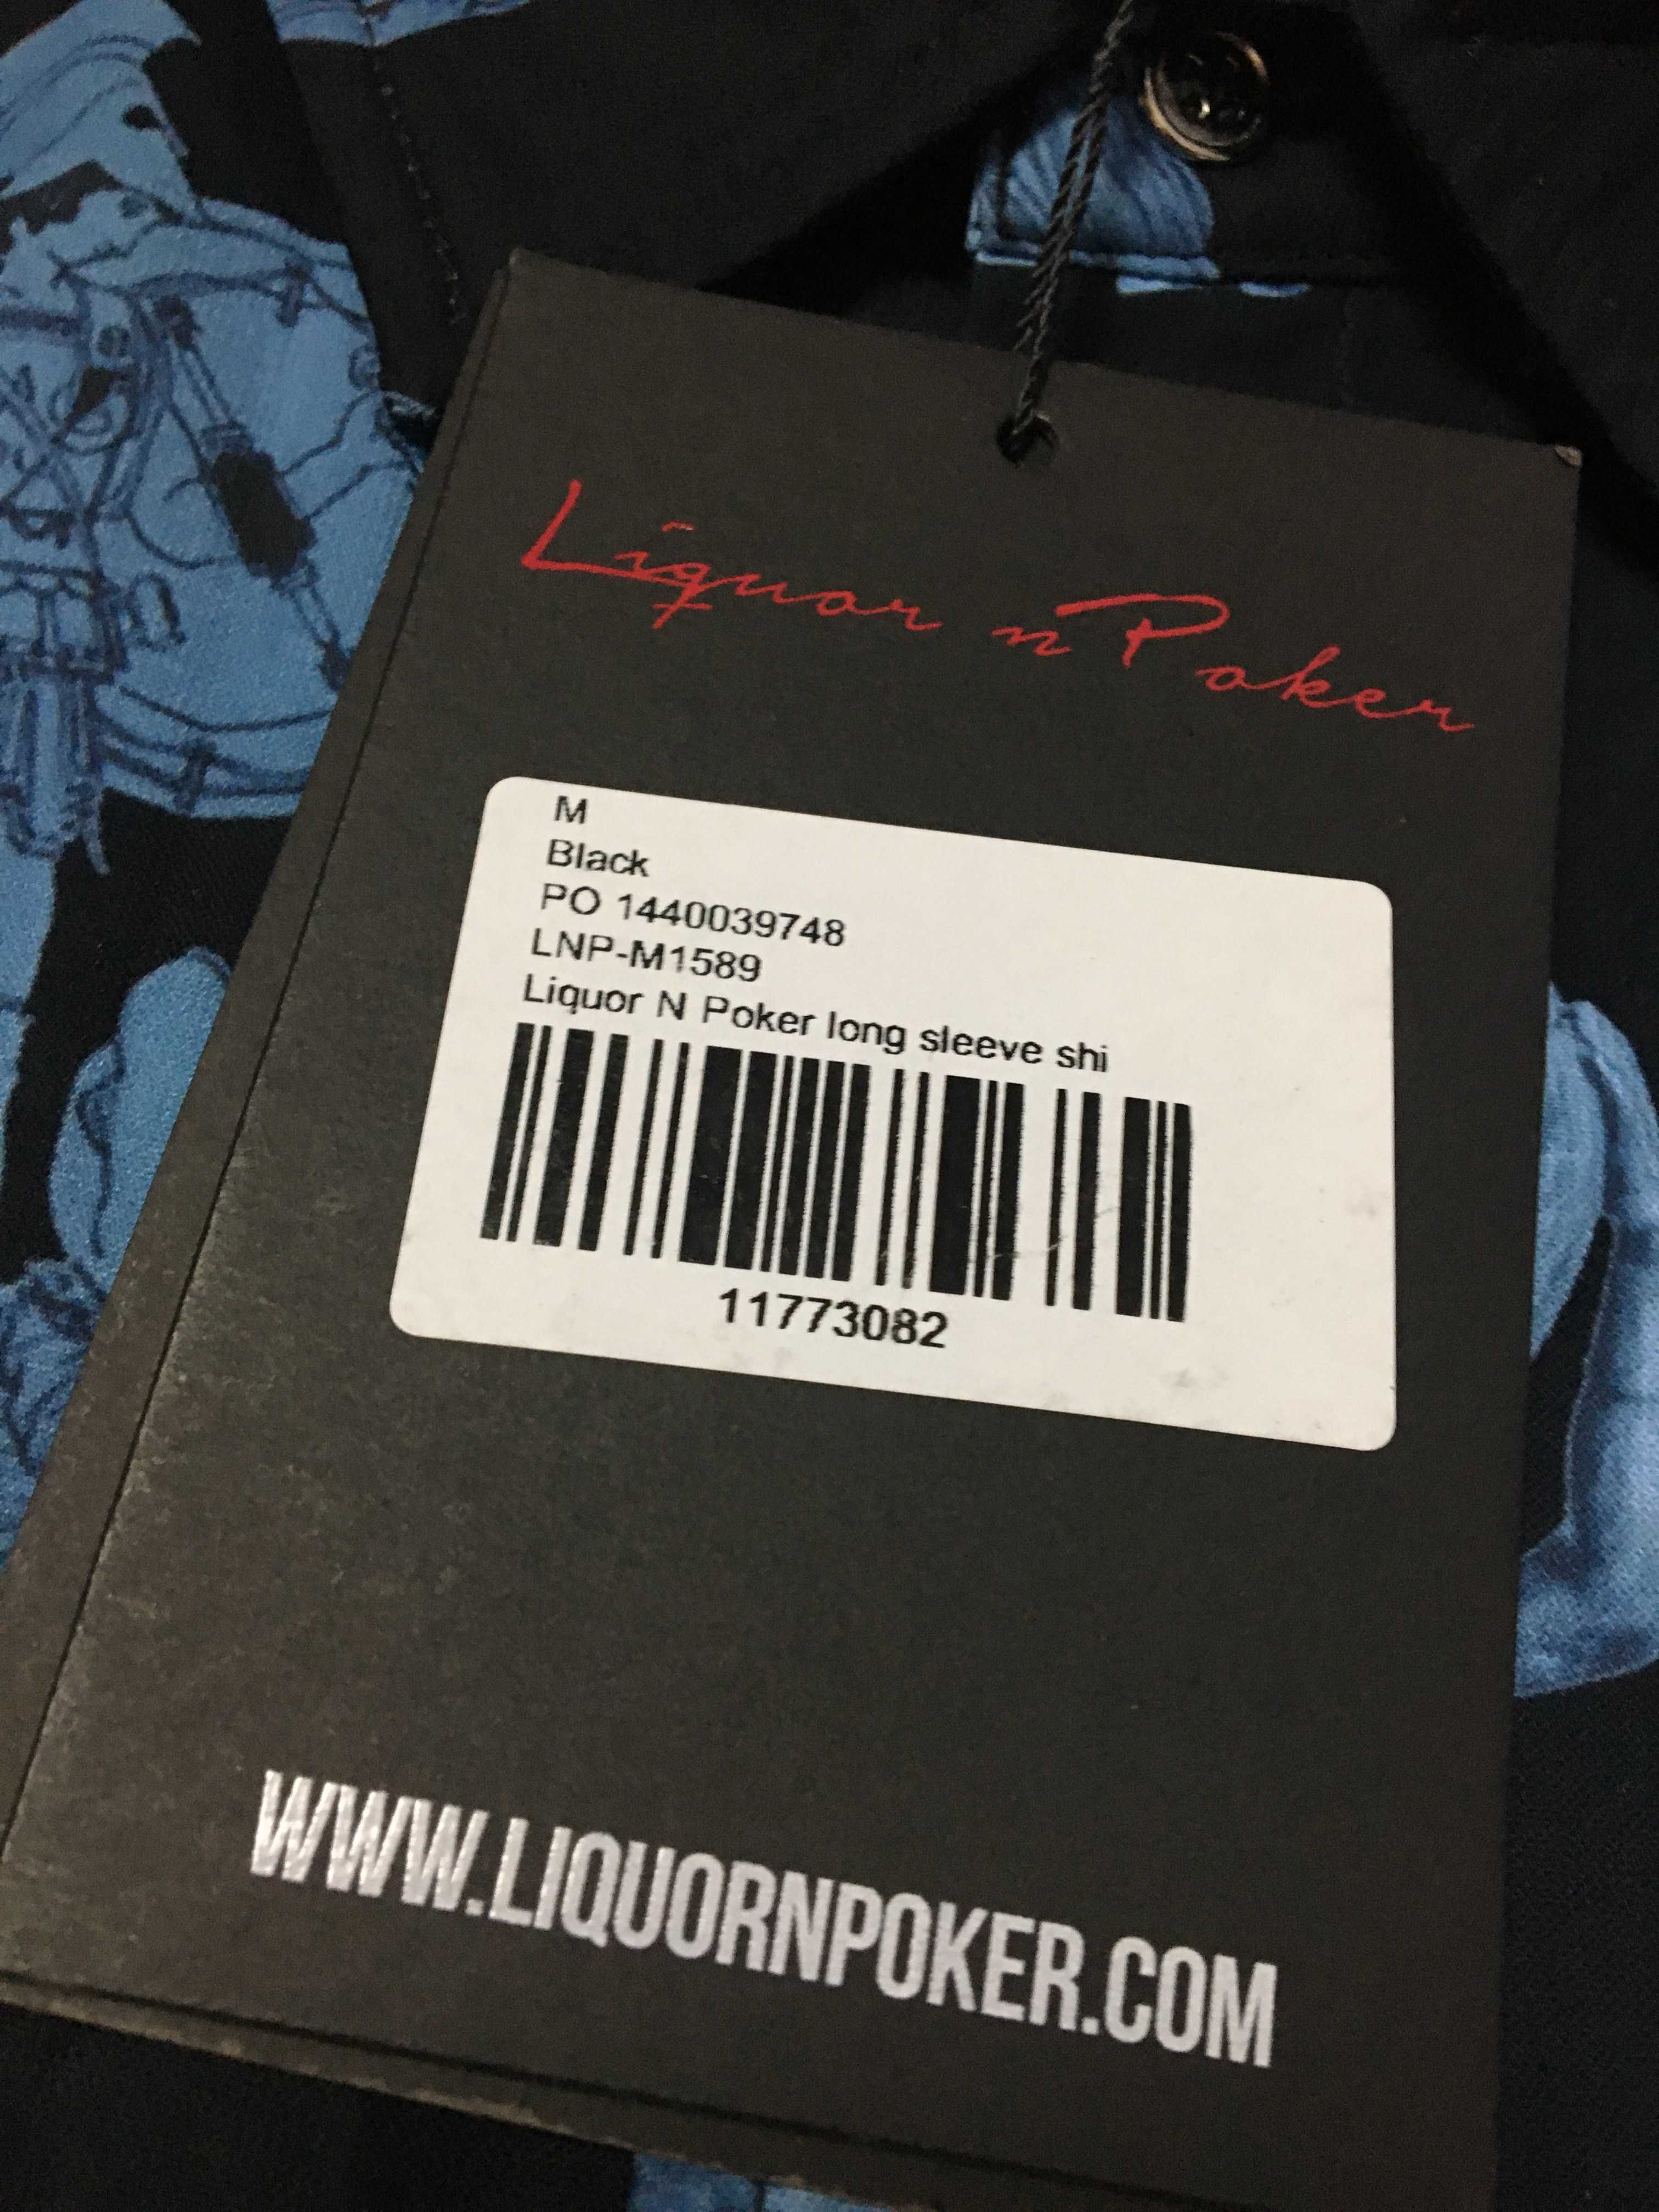 Liquor n Poker
M
Black
PO 1440039748
LNP-M1589
Liquor N Poker long sleeve shi
11773082
WWW.LIQUORNPOKER.COM